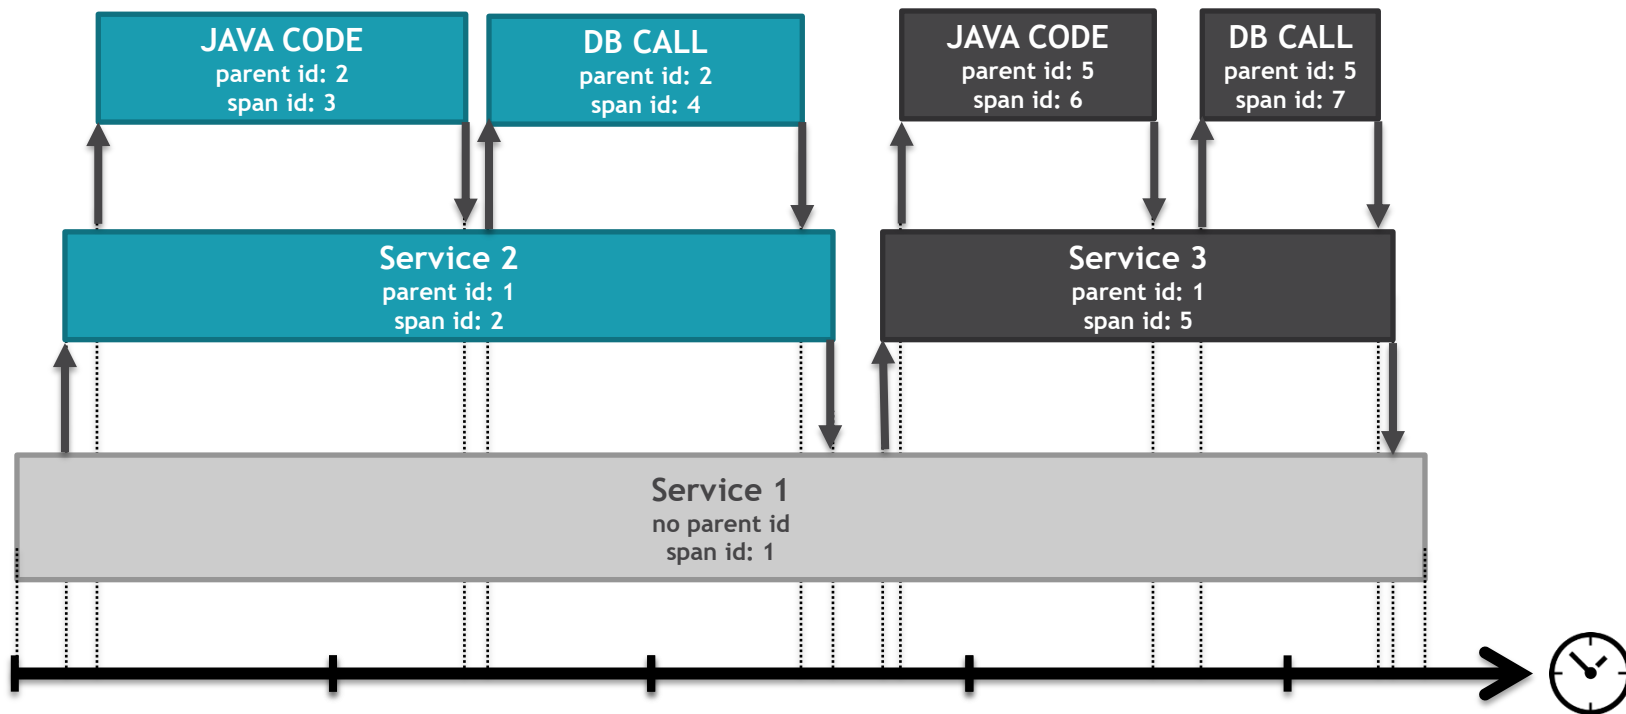 JAVA CODE
parent id: 2
span id: 3
DB CALL
parent id: 2
span id: 4
JAVA CODE
parent id: 5
span id: 6
DB CALL
parent id: 5
span id: 7
Service 2
parent id: 1
span id: 2
Service 3
parent id: 1
span id: 5
Service 1
no parent id
span id: 1